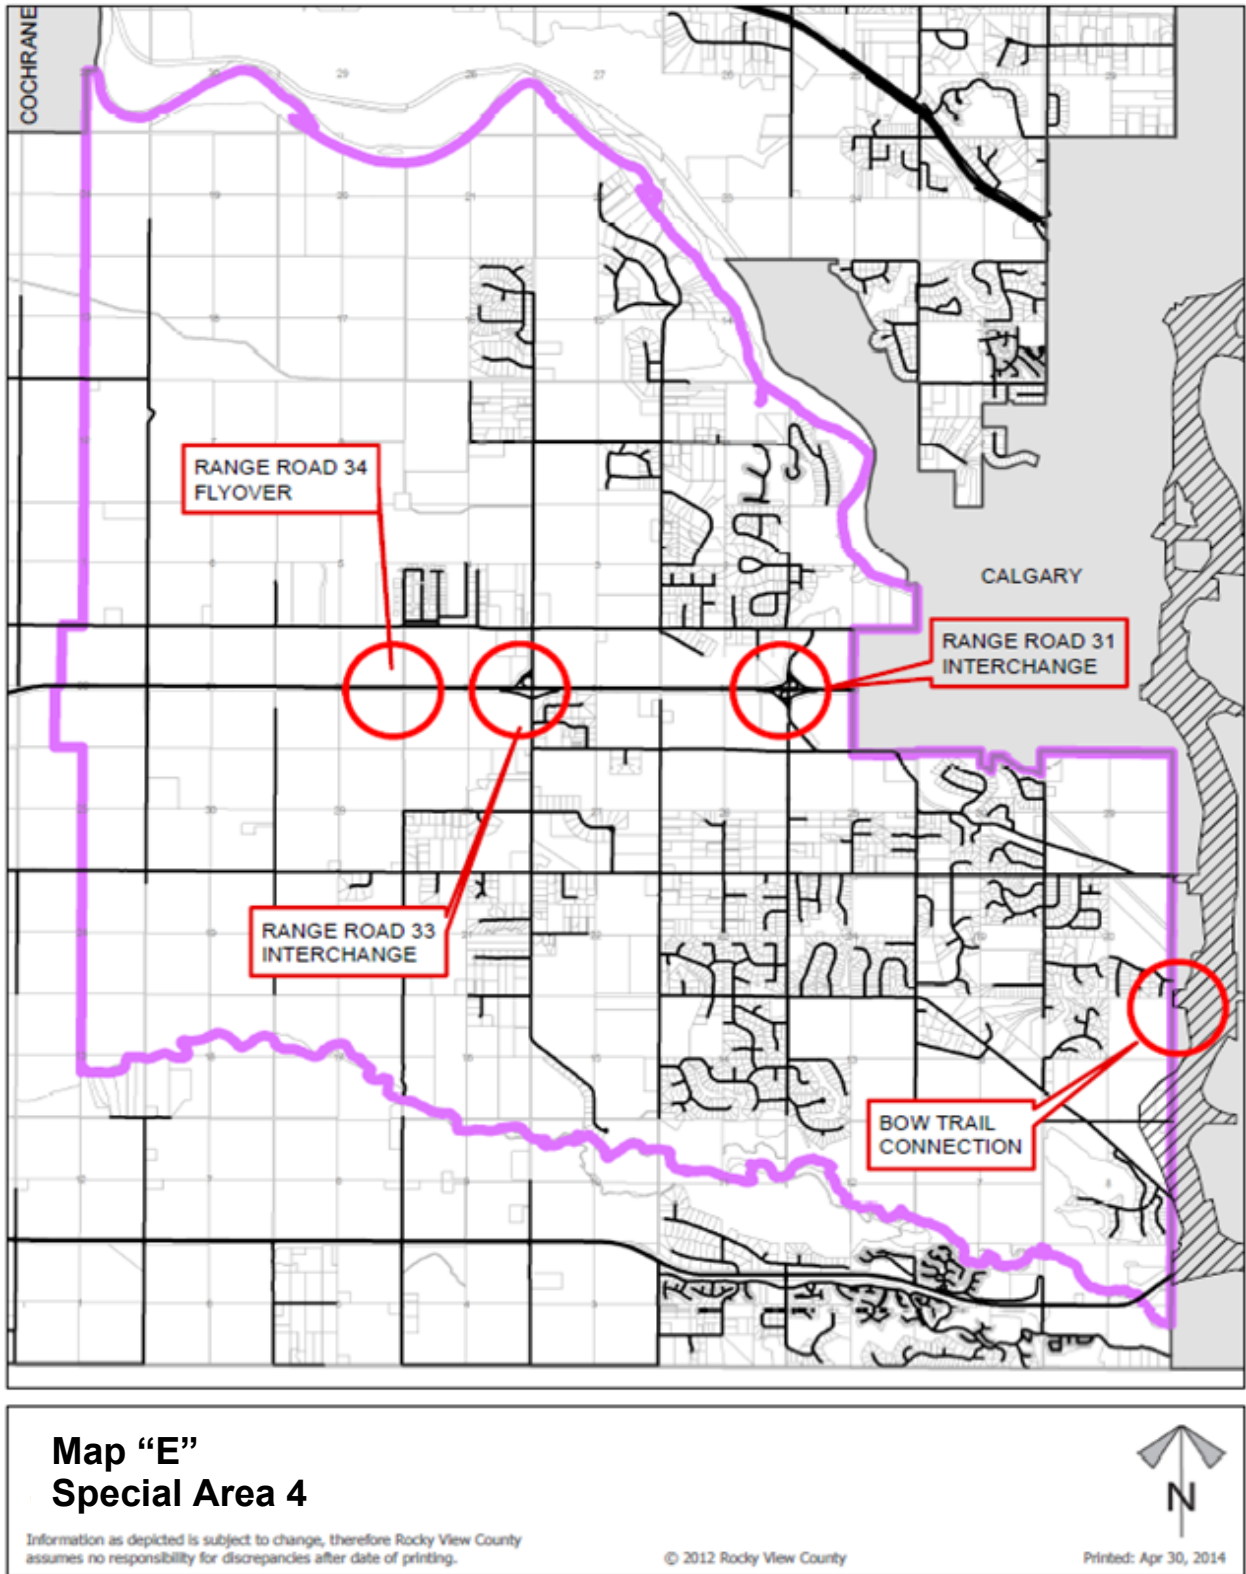 COCHRANE
RANGE ROAD 34
FLYOVER
CALGARY
RANGE ROAD 31
INTERCHANGE
RANGE ROAD 33
INTERCHANGE
BOW TRAIL
CONNECTION
Map “E”
Special Area 4
N
Information as depicted is subject to change, therefore Rocky View County
assumes no responsibility for discrepancies after date of printing.
© 2012 Rocky View County
Printed: Apr 30, 2014